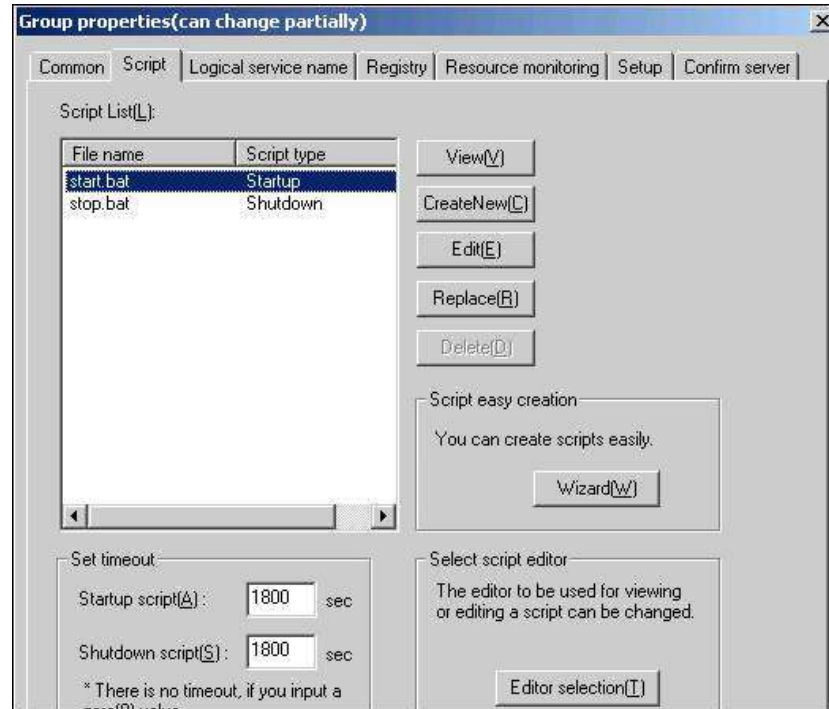 Group properties(can change partially)
Common Script Logical service name Registry Resource monitoring Setup Confirm server
Script List(L):
File name Script type
start.bat Startup
stop.bat Shutdown
View(V)
CreateNew(C)
Edit(E)
Replace(R)
Delete(D)
Script easy creation
You can create scripts easily.
Wizard(W)
Set timeout
Startup script(A) : 1800 sec
Shutdown script(S) : 1800 sec
* There is no timeout, if you input a
Select script editor
The editor to be used for viewing
or editing a script can be changed.
Editor selection(T)